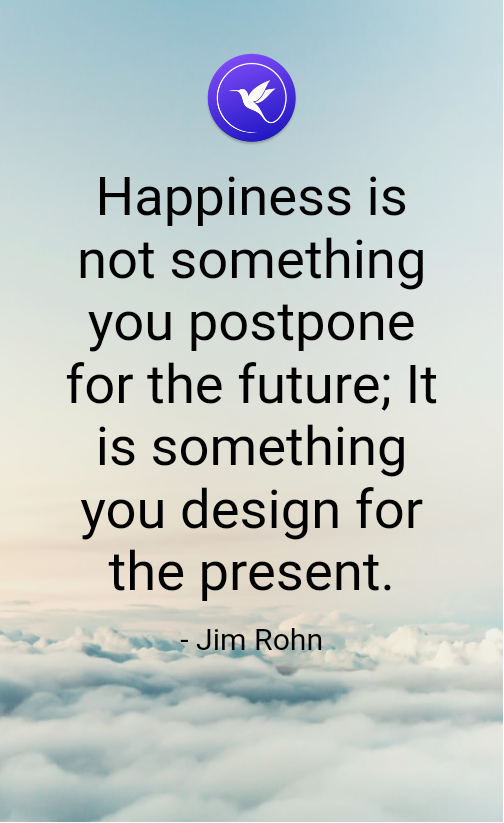 Happiness is
not something
you postpone
for the future; It
is something
you design for
the present.
- Jim Rohn